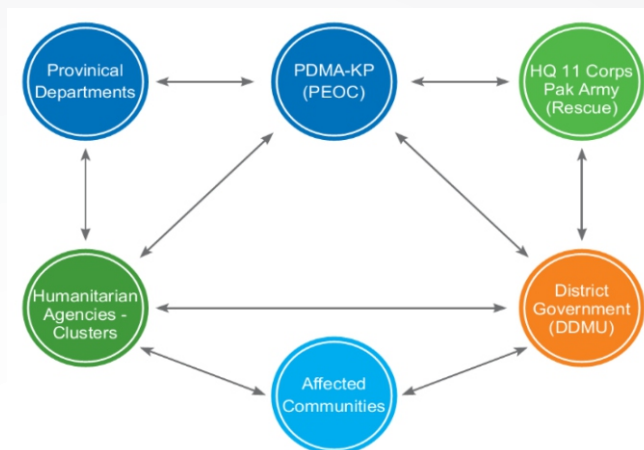 Provinical
Departments
PDMA-KP
(PEOC)
HQ 11 Corps
Pak Army
(Rescue)
Humanitarian
Agencies -
Clusters
District
Government
(DDMU)
Affected
Communities